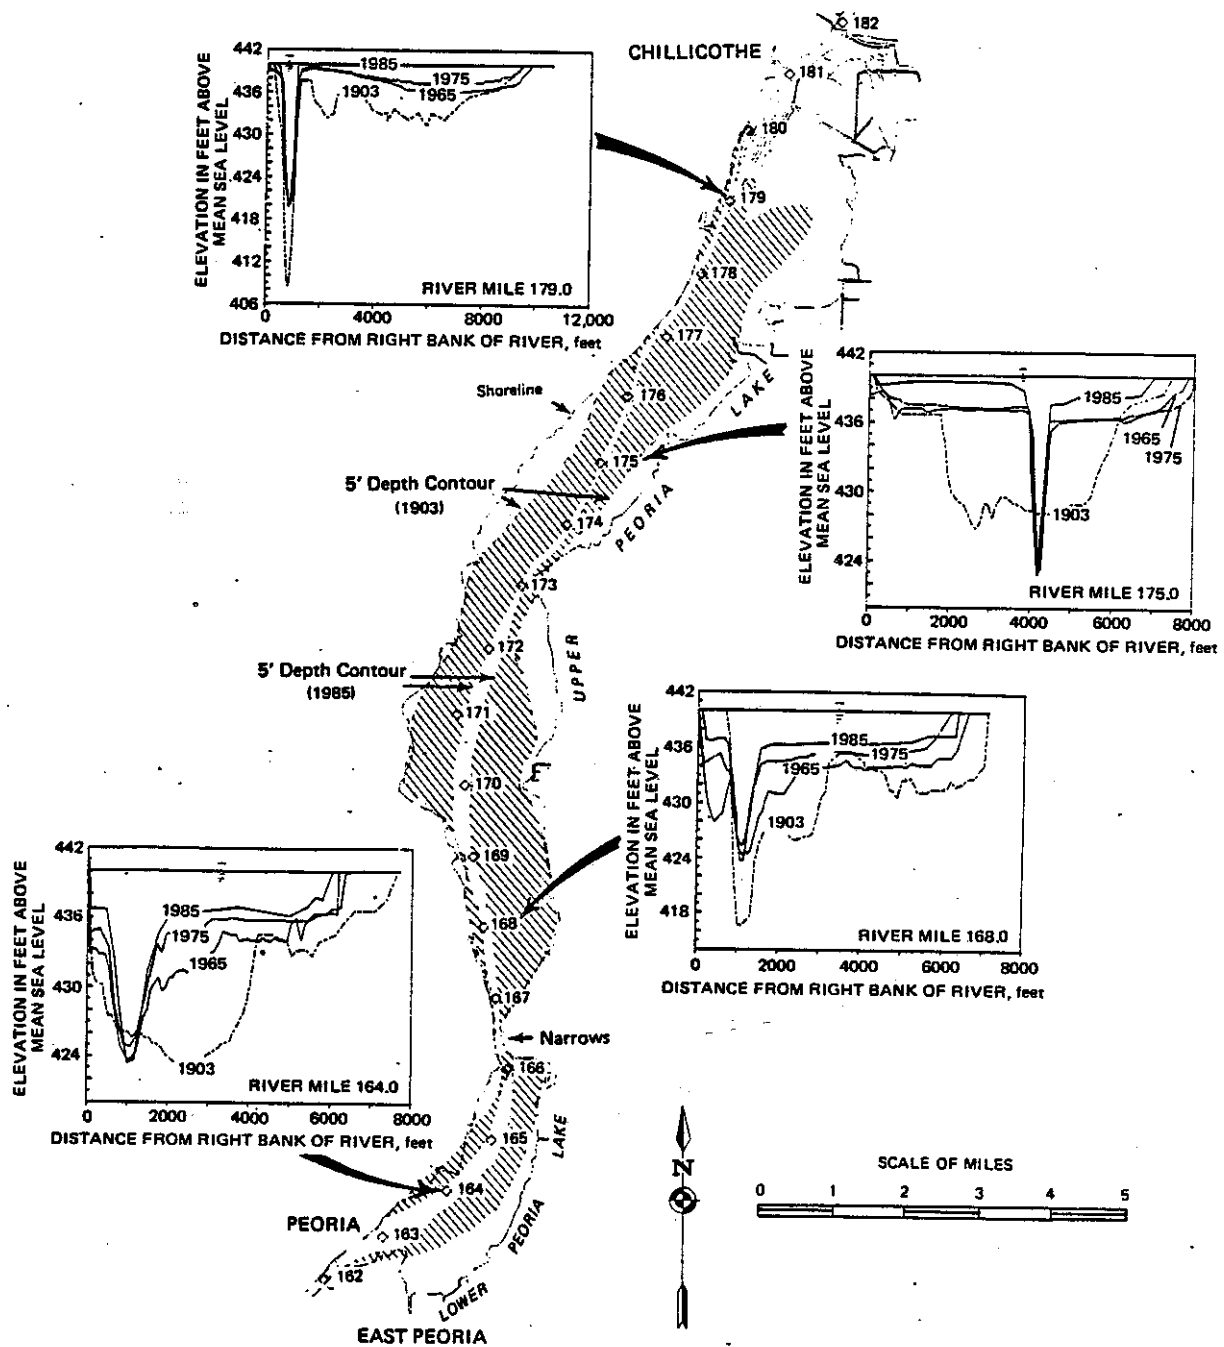 182
CHILLICOTHE
181
180
179
178
177
176
175
174
173
172
171
170
169
168
167
166
165
164
163
162
442
436
430
424
418
412
406
ELEVATION IN FEET ABOVE
MEAN SEA LEVEL
1985
1975
1965
1903
RIVER MILE 179.0
0 4000 8000 12,000
DISTANCE FROM RIGHT BANK OF RIVER, feet
Shoreline
LAKE
PEORIA
UPPER
442
436
430
424
ELEVATION IN FEET ABOVE
MEAN SEA LEVEL
1985
1965
1975
1903
RIVER MILE 175.0
0 2000 4000 6000 8000
DISTANCE FROM RIGHT BANK OF RIVER, feet
5' Depth Contour
(1903)
5' Depth Contour
(1985)
442
436
430
424
418
ELEVATION IN FEET ABOVE
MEAN SEA LEVEL
1985
1975
1965
1903
RIVER MILE 168.0
0 2000 4000 6000 8000
DISTANCE FROM RIGHT BANK OF RIVER, feet
442
436
430
424
ELEVATION IN FEET ABOVE
MEAN SEA LEVEL
1985
1975
1965
1903
RIVER MILE 164.0
0 2000 4000 6000 8000
DISTANCE FROM RIGHT BANK OF RIVER, feet
Narrows
LAKE
PEORIA
LOWER
PEORIA
EAST PEORIA
N
SCALE OF MILES
0 1 2 3 4 5